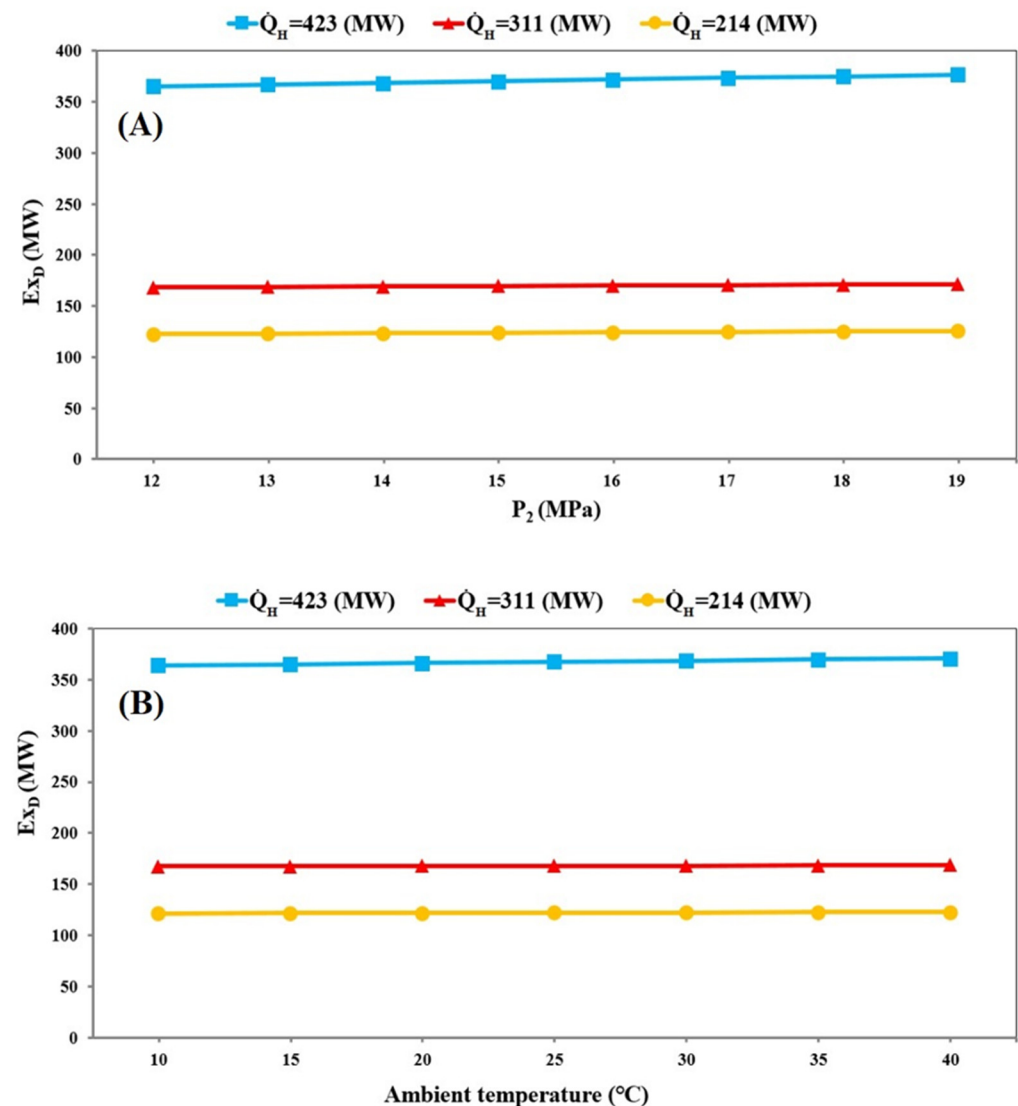 Q̇H=423 (MW) Q̇H=311 (MW) Q̇H=214 (MW)
(A)
400
350
300
250
200
150
100
50
0
ExD (MW)
12 13 14 15 16 17 18 19
P2 (MPa)
Q̇H=423 (MW) Q̇H=311 (MW) Q̇H=214 (MW)
(B)
400
350
300
250
200
150
100
50
0
ExD (MW)
10 15 20 25 30 35 40
Ambient temperature (°C)